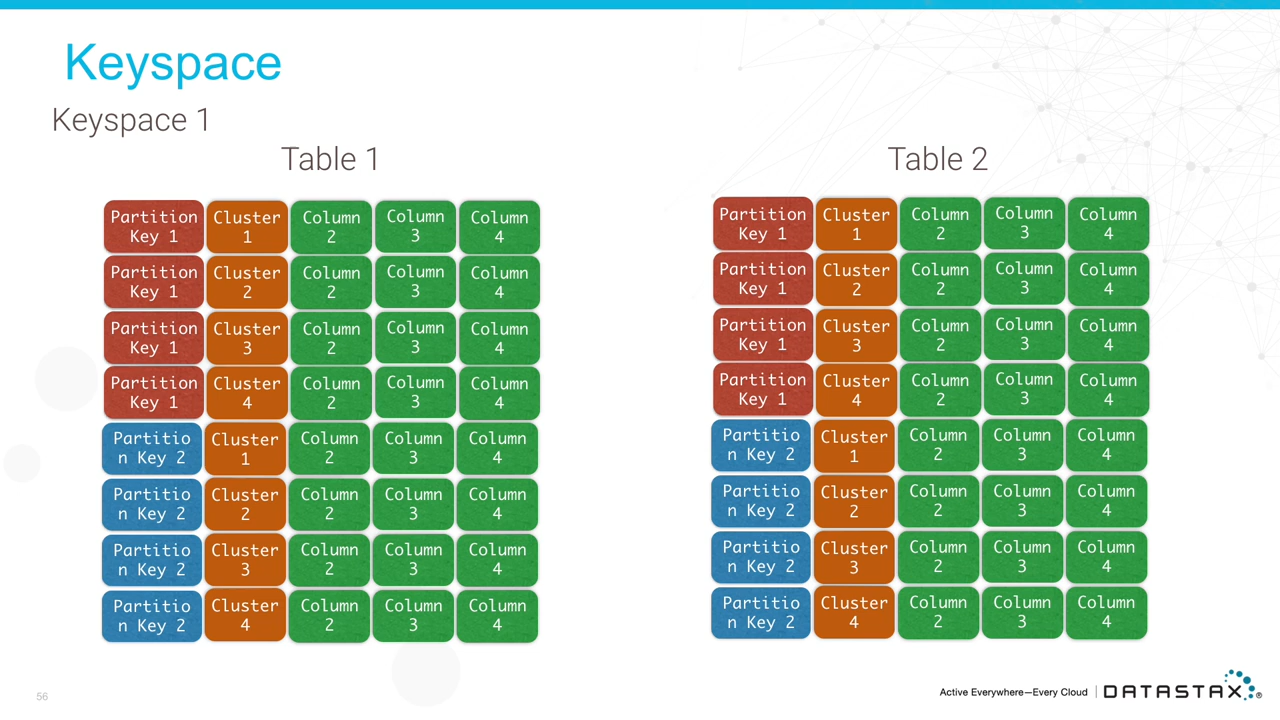 Keyspace
Keyspace 1
Table 1
Partition Key 1 Cluster 1 Column 2 Column 3 Column 4
Partition Key 1 Cluster 2 Column 2 Column 3 Column 4
Partition Key 1 Cluster 3 Column 2 Column 3 Column 4
Partition Key 1 Cluster 4 Column 2 Column 3 Column 4
Partitio n Key 2 Cluster 1 Column 2 Column 3 Column 4
Partitio n Key 2 Cluster 2 Column 2 Column 3 Column 4
Partitio n Key 2 Cluster 3 Column 2 Column 3 Column 4
Partitio n Key 2 Cluster 4 Column 2 Column 3 Column 4
Table 2
Partition Key 1 Cluster 1 Column 2 Column 3 Column 4
Partition Key 1 Cluster 2 Column 2 Column 3 Column 4
Partition Key 1 Cluster 3 Column 2 Column 3 Column 4
Partition Key 1 Cluster 4 Column 2 Column 3 Column 4
Partitio n Key 2 Cluster 1 Column 2 Column 3 Column 4
Partitio n Key 2 Cluster 2 Column 2 Column 3 Column 4
Partitio n Key 2 Cluster 3 Column 2 Column 3 Column 4
Partitio n Key 2 Cluster 4 Column 2 Column 3 Column 4
56
Active Everywhere—Every Cloud | DATASTAX®